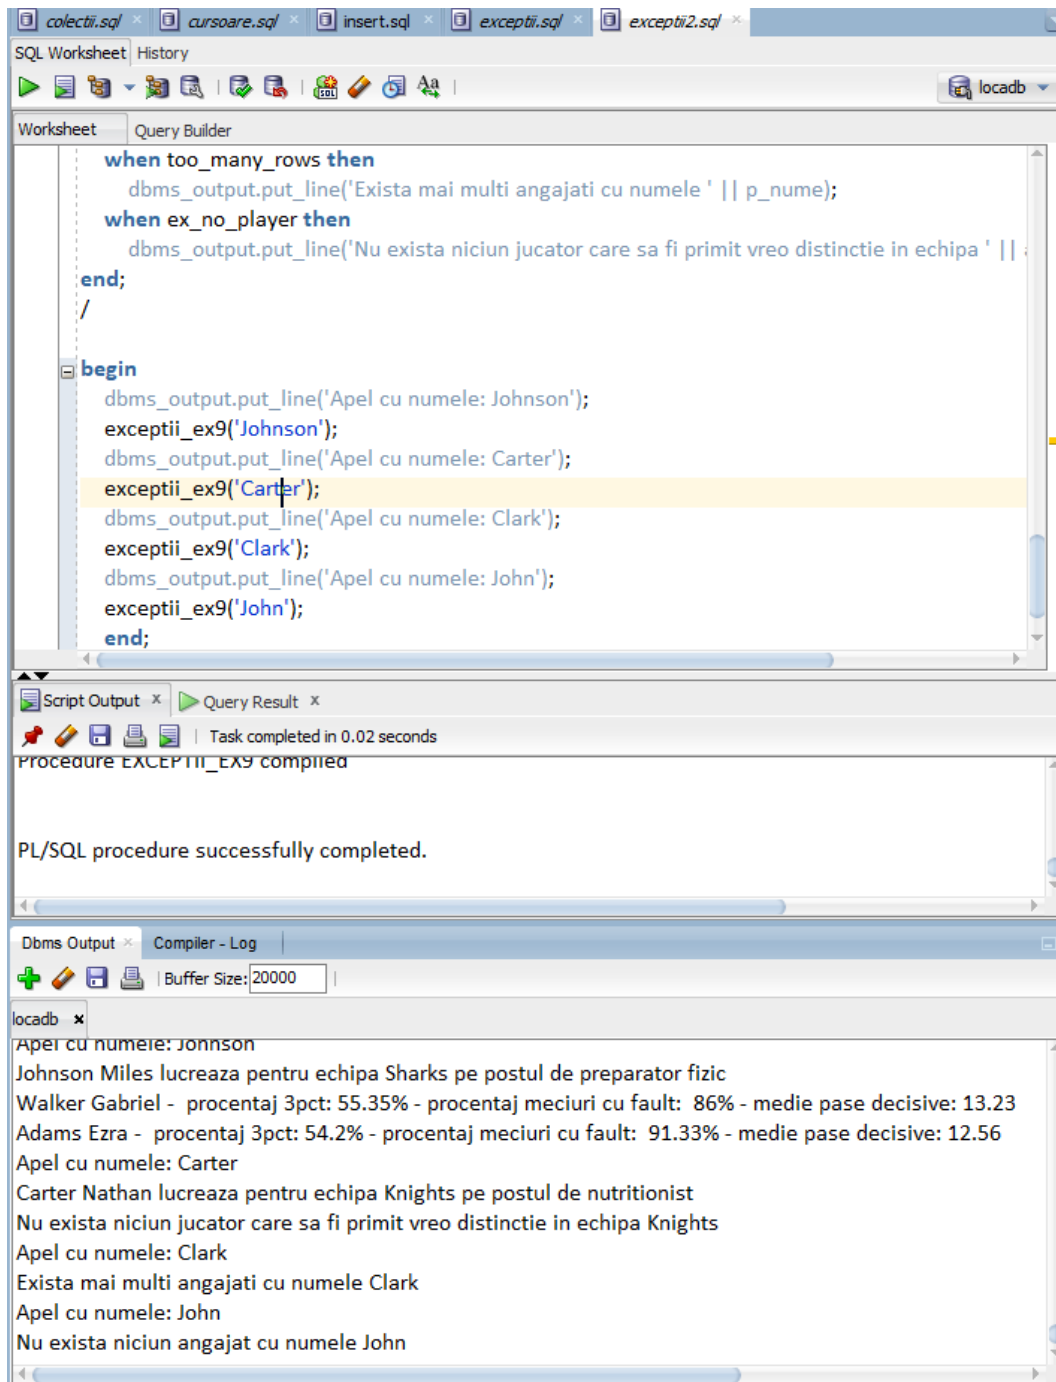 colectii.sql × cursoare.sql × insert.sql × exceptii.sql × exceptii2.sql ×
SQL Worksheet History
Aa
locadb
Worksheet Query Builder
when too_many_rows then
dbms_output.put_line('Exista mai multi angajati cu numele ' || p_nume);
when ex_no_player then
dbms_output.put_line('Nu exista niciun jucator care sa fi primit vreo distinctie in echipa ' ||
end;
/
begin
dbms_output.put_line('Apel cu numele: Johnson');
exceptii_ex9('Johnson');
dbms_output.put_line('Apel cu numele: Carter');
exceptii_ex9('Carter');
dbms_output.put_line('Apel cu numele: Clark');
exceptii_ex9('Clark');
dbms_output.put_line('Apel cu numele: John');
exceptii_ex9('John');
end;
Script Output x Query Result x
Task completed in 0.02 seconds
Procedure EXCEPTII_EX9 compiled
PL/SQL procedure successfully completed.
Dbms Output × Compiler - Log
Buffer Size: 20000
locadb x
Apel cu numele: Johnson
Johnson Miles lucreaza pentru echipa Sharks pe postul de preparator fizic
Walker Gabriel - procentaj 3pct: 55.35% - procentaj meciuri cu fault: 86% - medie pase decisive: 13.23
Adams Ezra - procentaj 3pct: 54.2% - procentaj meciuri cu fault: 91.33% - medie pase decisive: 12.56
Apel cu numele: Carter
Carter Nathan lucreaza pentru echipa Knights pe postul de nutritionist
Nu exista niciun jucator care sa fi primit vreo distinctie in echipa Knights
Apel cu numele: Clark
Exista mai multi angajati cu numele Clark
Apel cu numele: John
Nu exista niciun angajat cu numele John